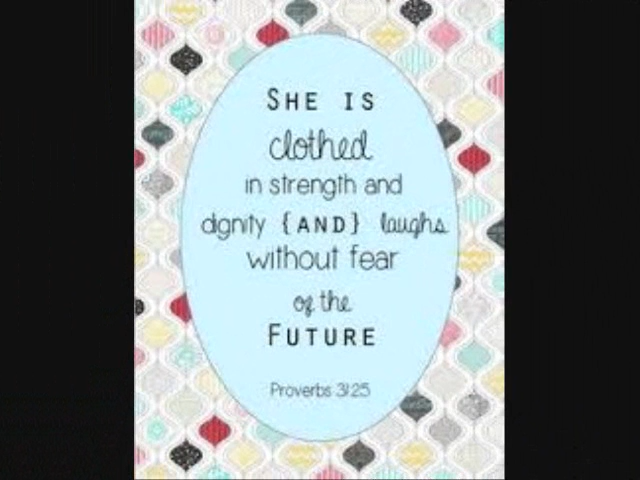 SHE IS
clothed
in strength and
dignity {AND} laughs
without fear
of the
FUTURE
Proverbs 31:25